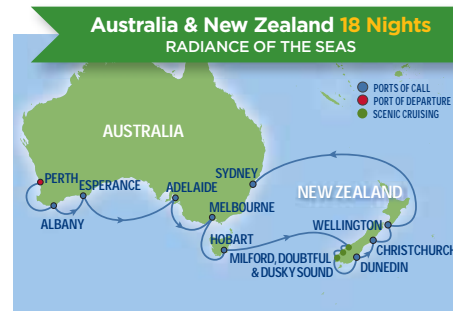 Australia & New Zealand 18 Nights
RADIANCE OF THE SEAS
PORTS OF CALL
PORT OF DEPARTURE
SCENIC CRUISING
AUSTRALIA
PERTH
ESPERANCE
ALBANY
ADELAIDE
SYDNEY
MELBOURNE
HOBART
NEW ZEALAND
WELLINGTON
CHRISTCHURCH
MILFORD, DOUBTFUL
& DUSKY SOUND
DUNEDIN